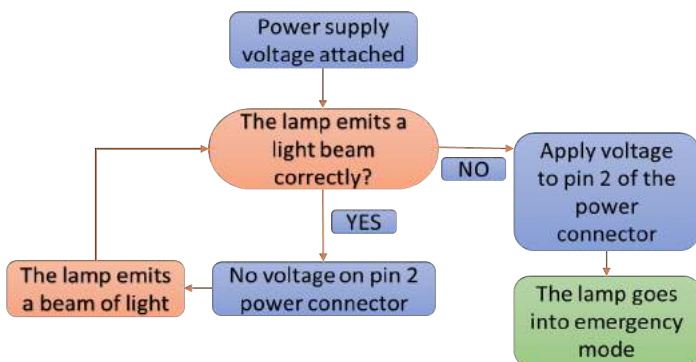 Power supply
voltage attached
The lamp emits a
light beam
correctly?
NO
Apply voltage
to pin 2 of the
power
connector
YES
The lamp emits
a beam of light
No voltage on pin 2
power connector
The lamp goes
into emergency
mode